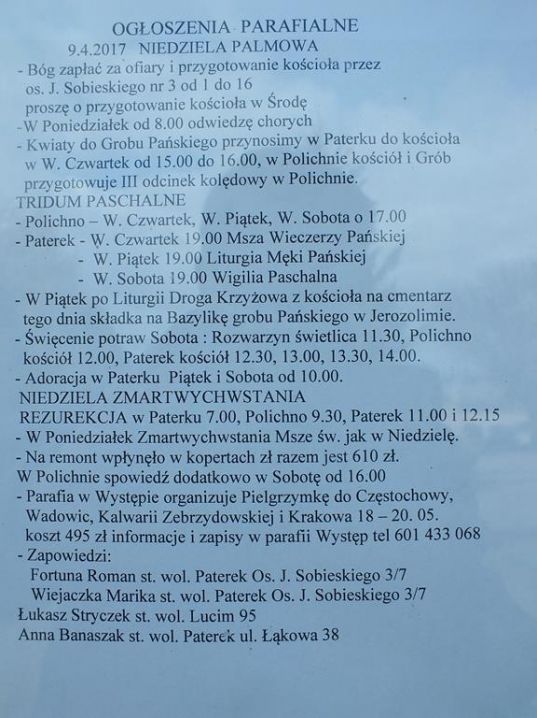 OGŁOSZENIA PARAFIALNE
9.4.2017 NIEDZIELA PALMOWA
- Bóg zapłać za ofiary i przygotowanie kościoła przez
os. J. Sobieskiego nr 3 od 1 do 16
proszę o przygotowanie kościoła w Środę
-W Poniedziałek od 8.00 odwiedzę chorych
- Kwiaty do Grobu Pańskiego przynosimy w Paterku do kościoła
w W. Czwartek od 15.00 do 16.00, w Polichnie kościół i Grób
przygotowuje III odcinek kolędowy w Polichnie.
TRIDUM PASCHALNE
- Polichno – W. Czwartek, W. Piątek, W. Sobota o 17.00
- Paterek - W. Czwartek 19.00 Msza Wieczerzy Pańskiej
- W. Piątek 19.00 Liturgia Męki Pańskiej
- W. Sobota 19.00 Wigilia Paschalna
- W Piątek po Liturgii Droga Krzyżowa z kościoła na cmentarz
tego dnia składka na Bazylikę grobu Pańskiego w Jerozolimie.
- Święcenie potraw Sobota : Rozwarzyn świetlica 11.30, Polichno
kościół 12.00, Paterek kościół 12.30, 13.00, 13.30, 14.00.
- Adoracja w Paterku Piątek i Sobota od 10.00.
NIEDZIELA ZMARTWYCHWSTANIA
REZUREKCJA w Paterku 7.00, Polichno 9.30, Paterek 11.00 i 12.15
- W Poniedziałek Zmartwychwstania Msze św. jak w Niedzielę.
- Na remont wpłynęło w kopertach zł razem jest 610 zł.
W Polichnie spowiedź dodatkowo w Sobotę od 16.00
- Parafia w Występie organizuje Pielgrzymkę do Częstochowy,
Wadowic, Kalwarii Zebrzydowskiej i Krakowa 18 – 20. 05.
koszt 495 zł informacje i zapisy w parafii Występ tel 601 433 068
- Zapowiedzi:
Fortuna Roman st. wol. Paterek Os. J. Sobieskiego 3/7
Wiejaczka Marika st. wol. Paterek Os. J. Sobieskiego 3/7
Łukasz Stryczek st. wol. Lucim 95
Anna Banaszak st. wol. Paterek ul. Łąkowa 38